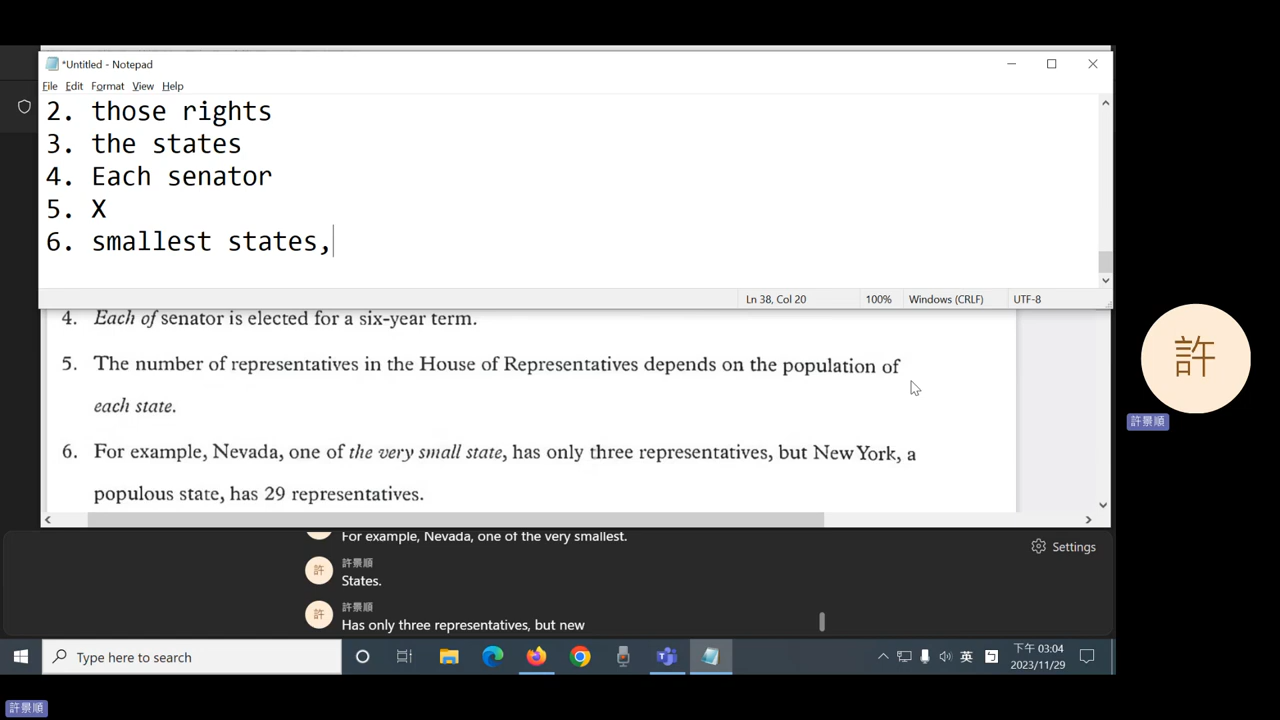 *Untitled - Notepad
File Edit Format View Help
2. those rights
3. the states
4. Each senator
5. X
6. smallest states,
Ln 38, Col 20 100% Windows (CRLF) UTF-8
4. Each of senator is elected for a six-year term.
5. The number of representatives in the House of Representatives depends on the population of
each state.
6. For example, Nevada, one of the very small state, has only three representatives, but New York, a
populous state, has 29 representatives.
許
許景順
For example, Nevada, one of the very smallest.
許 許景順
States.
許 許景順
Has only three representatives, but new
Settings
Type here to search
英
下午 03:04
2023/11/29
許景順